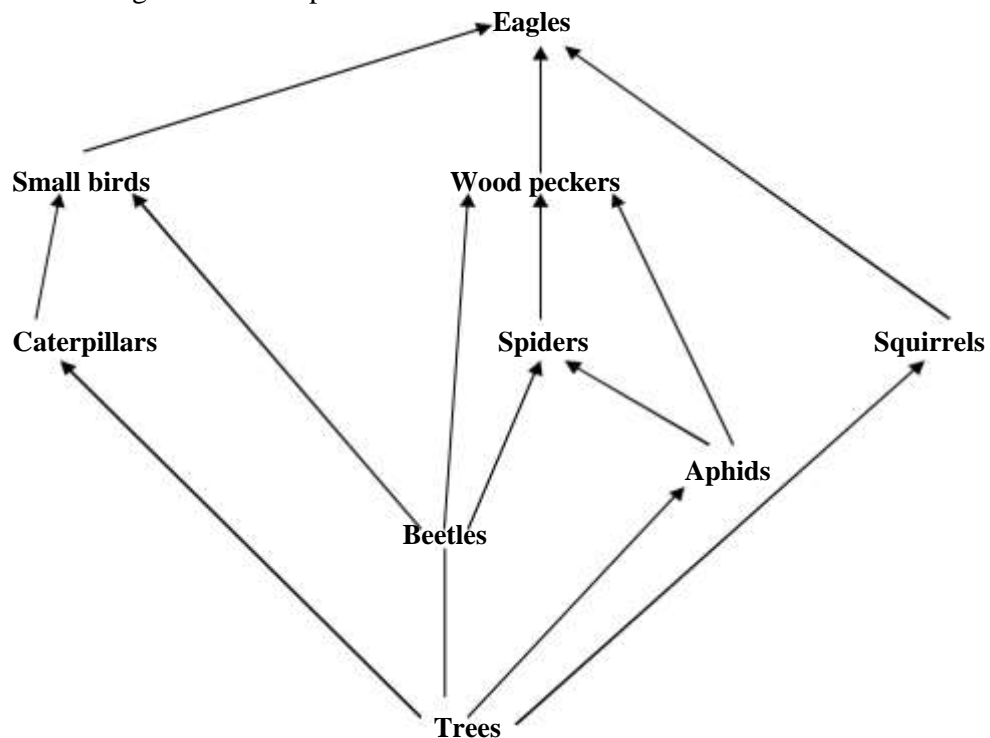 Eagles
Small birds
Wood peckers
Caterpillars
Spiders
Squirrels
Aphids
Beetles
Trees